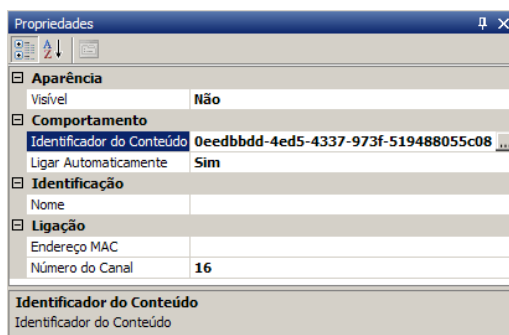 Propriedades
Aparência
Visível Não
Comportamento
Identificador do Conteúdo 0eedbbdd-4ed5-4337-973f-519488055c08 ...
Ligar Automaticamente Sim
Identificação
Nome
Ligação
Endereço MAC
Número do Canal 16
Identificador do Conteúdo
Identificador do Conteúdo